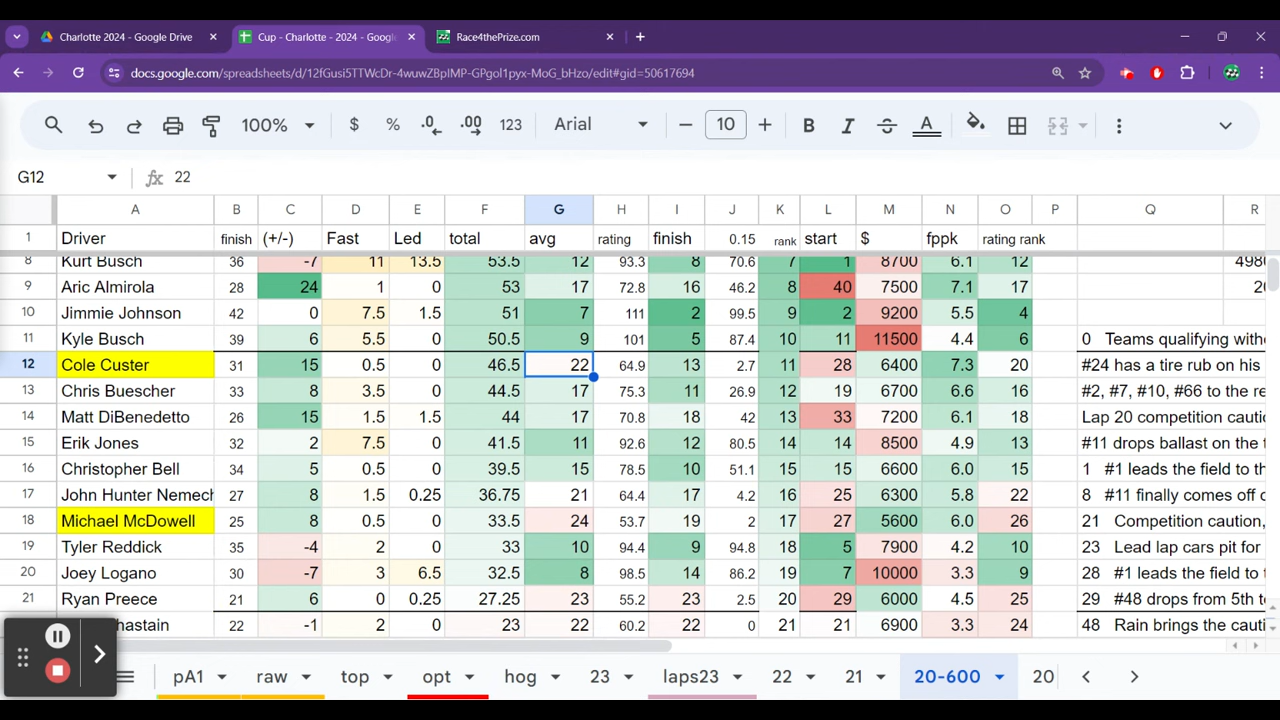 Charlotte 2024 - Google Drive
Cup - Charlotte - 2024 - Google
Race4thePrize.com
docs.google.com/spreadsheets/d/12fGusi5TTWcDr-4wuwZBpIMP-GPgol1pyx-MoG_bHzo/edit#gid=50617694
100% $ % .0 .00 123 Arial 10 B I A
G12 fx 22
A B C D E F G H I J K L M N O P Q R
1 Driver finish (+/-) Fast Led total avg rating finish 0.15 rank start $ fppk rating rank
8 Kurt Busch 36 -7 11 13.5 53.5 12 93.3 8 70.6 7 1 8700 6.1 12 4980
9 Aric Almirola 28 24 1 0 53 17 72.8 16 46.2 8 40 7500 7.1 17 20
10 Jimmie Johnson 42 0 7.5 1.5 51 7 111 2 99.5 9 2 9200 5.5 4
11 Kyle Busch 39 6 5.5 0 50.5 9 101 5 87.4 10 11 11500 4.4 6 0 Teams qualifying with
12 Cole Custer 31 15 0.5 0 46.5 22 64.9 13 2.7 11 28 6400 7.3 20 #24 has a tire rub on his
13 Chris Buescher 33 8 3.5 0 44.5 17 75.3 11 26.9 12 19 6700 6.6 16 #2, #7, #10, #66 to the re
14 Matt DiBenedetto 26 15 1.5 1.5 44 17 70.8 18 42 13 33 7200 6.1 18 Lap 20 competition cauti
15 Erik Jones 32 2 7.5 0 41.5 11 92.6 12 80.5 14 14 8500 4.9 13 #11 drops ballast on the t
16 Christopher Bell 34 5 0.5 0 39.5 16 78.5 10 51.1 15 15 6600 6.0 15 1 #1 leads the field to th
17 John Hunter Nemech 27 8 1.5 0.25 36.75 21 64.4 17 4.2 16 25 6300 5.8 22 8 #11 finally comes off c
18 Michael McDowell 25 8 0.5 0 33.5 24 53.7 19 2 17 27 5600 6.0 26 21 Competition caution,
19 Tyler Reddick 35 -4 2 0 33 10 94.4 9 94.8 18 5 7900 4.2 10 23 Lead lap cars pit for
20 Joey Logano 30 -7 3 6.5 32.5 8 98.5 14 86.2 19 7 10000 3.3 9 28 #1 leads the field to t
21 Ryan Preece 21 6 0 0.25 27.25 23 55.2 23 2.5 20 29 6000 4.5 25 29 #48 drops from 5th t
hastain 22 -1 2 0 23 22 60.2 22 0 21 21 6900 3.3 24 48 Rain brings the cauti
pA1 raw top opt hog 23 laps23 22 21 20-600 20